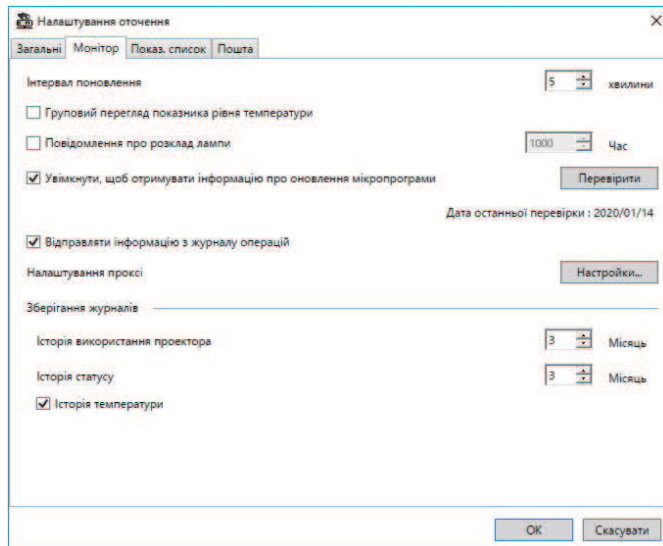 Налаштування оточення
Загальні Монітор Показ. список Пошта
Інтервал поновлення 5 хвилини
Груповий перегляд показника рівня температури
Повідомлення про розклад лампи 1000 Час
Увімкнути, щоб отримувати інформацію про оновлення мікропрограми Перевірити
Дата останньої перевірки : 2020/01/14
Відправляти інформацію з журналу операцій
Налаштування проксі Настройки...
Зберігання журналів
Історія використання проектора 3 Місяць
Історія статусу 3 Місяць
Історія температури
OK Скасувати